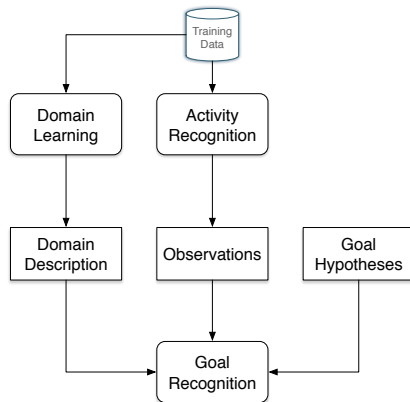 Training
Data
Domain
Learning
Activity
Recognition
Domain
Description
Observations
Goal
Hypotheses
Goal
Recognition